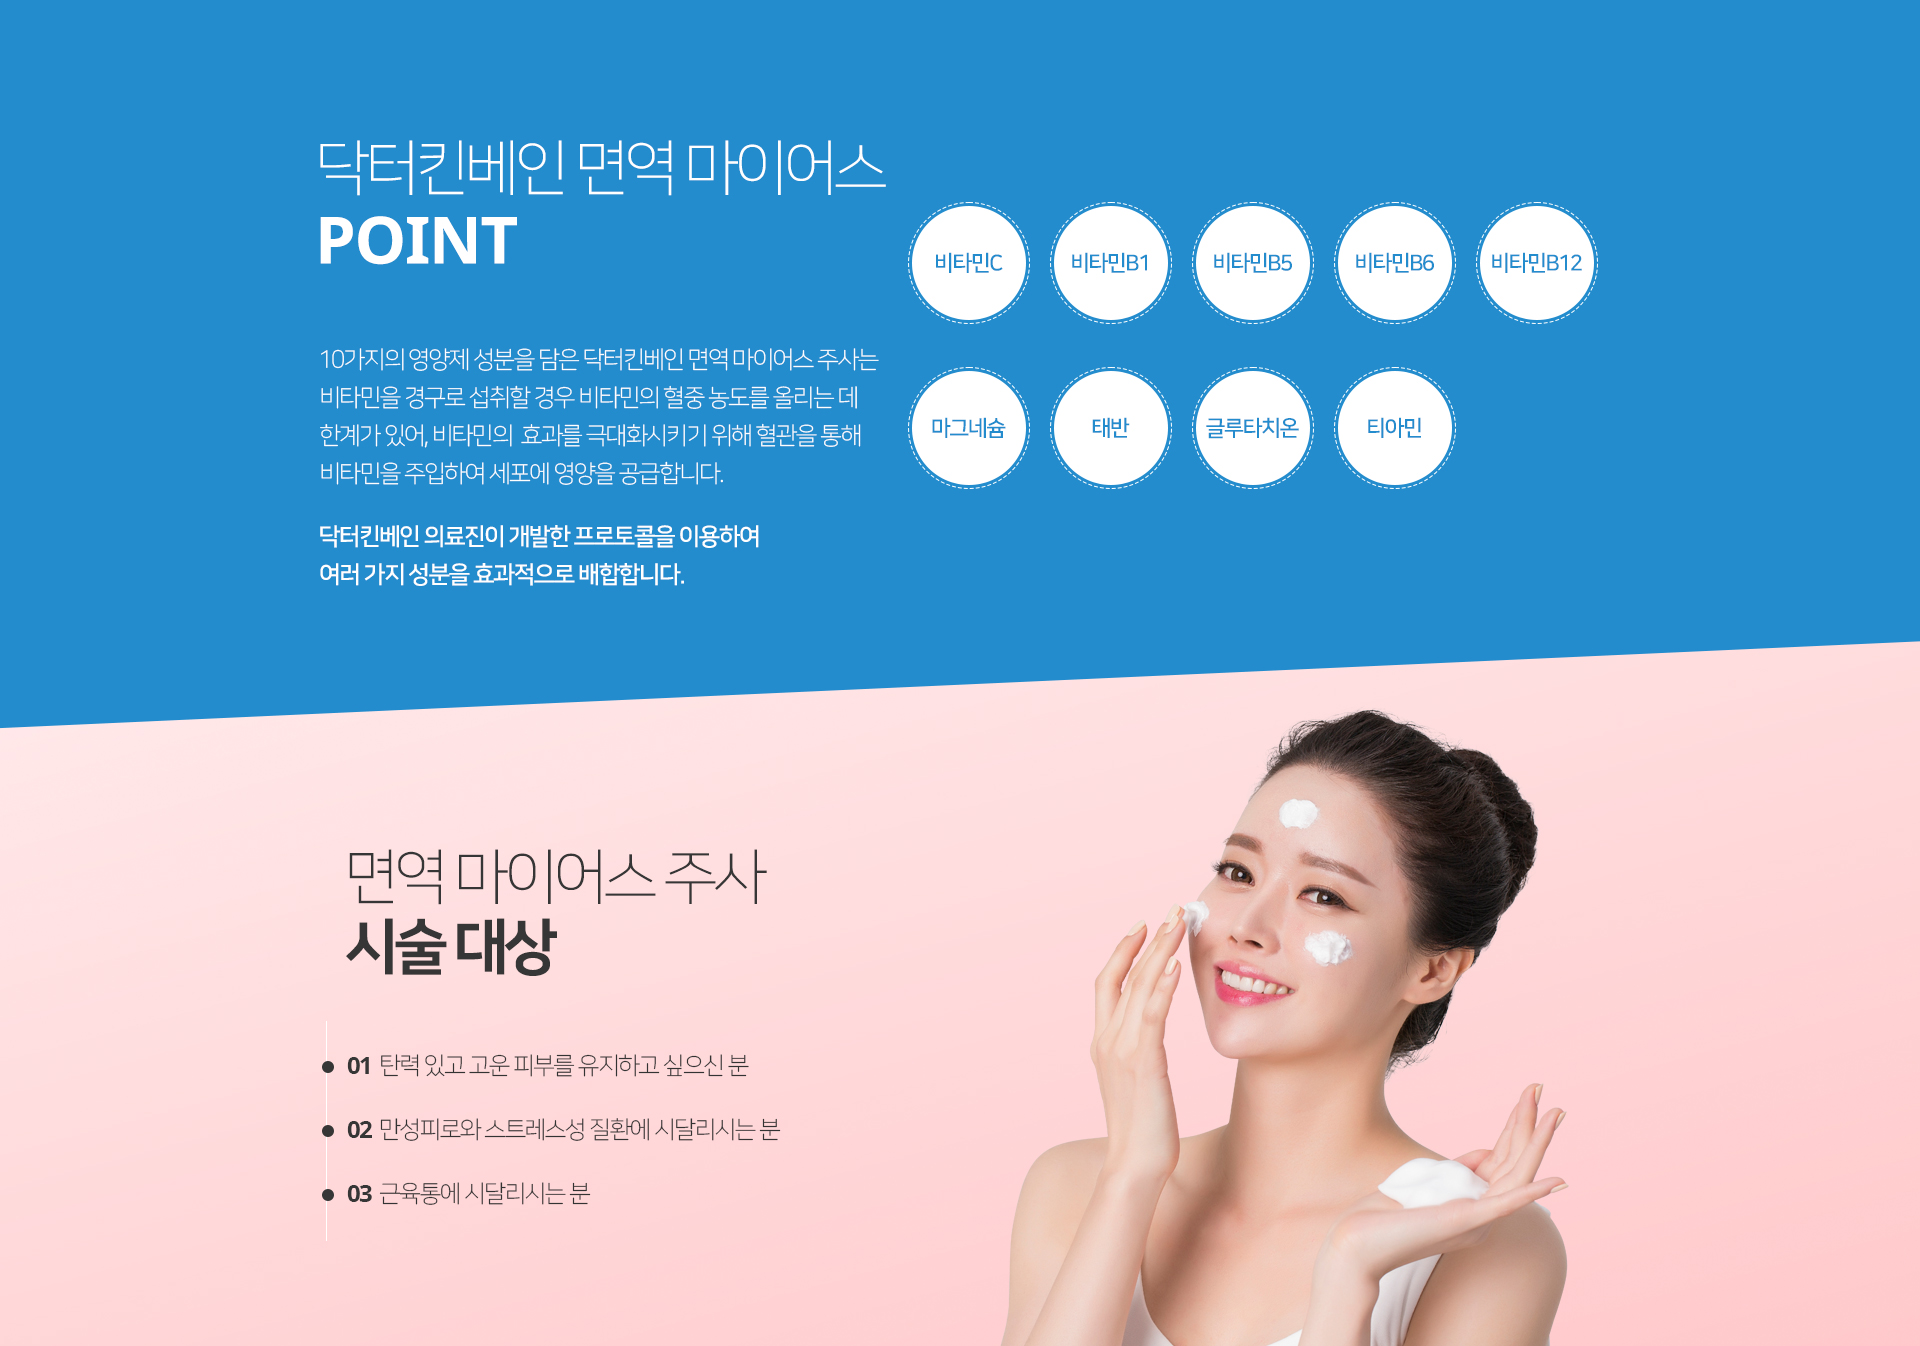 닥터킨베인 면역 마이어스
POINT
10가지의 영양제 성분을 담은 닥터킨베인 면역 마이어스 주사는
비타민을 경구로 섭취할 경우 비타민의 혈중 농도를 올리는 데
한계가 있어, 비타민의 효과를 극대화시키기 위해 혈관을 통해
비타민을 주입하여 세포에 영양을 공급합니다.
닥터킨베인 의료진이 개발한 프로토콜을 이용하여
여러 가지 성분을 효과적으로 배합합니다.
비타민C
비타민B1
비타민B5
비타민B6
비타민B12
마그네슘
태반
글루타치온
티아민
면역 마이어스 주사
시술 대상
01 탄력 있고 고운 피부를 유지하고 싶으신 분
02 만성피로와 스트레스성 질환에 시달리시는 분
03 근육통에 시달리시는 분